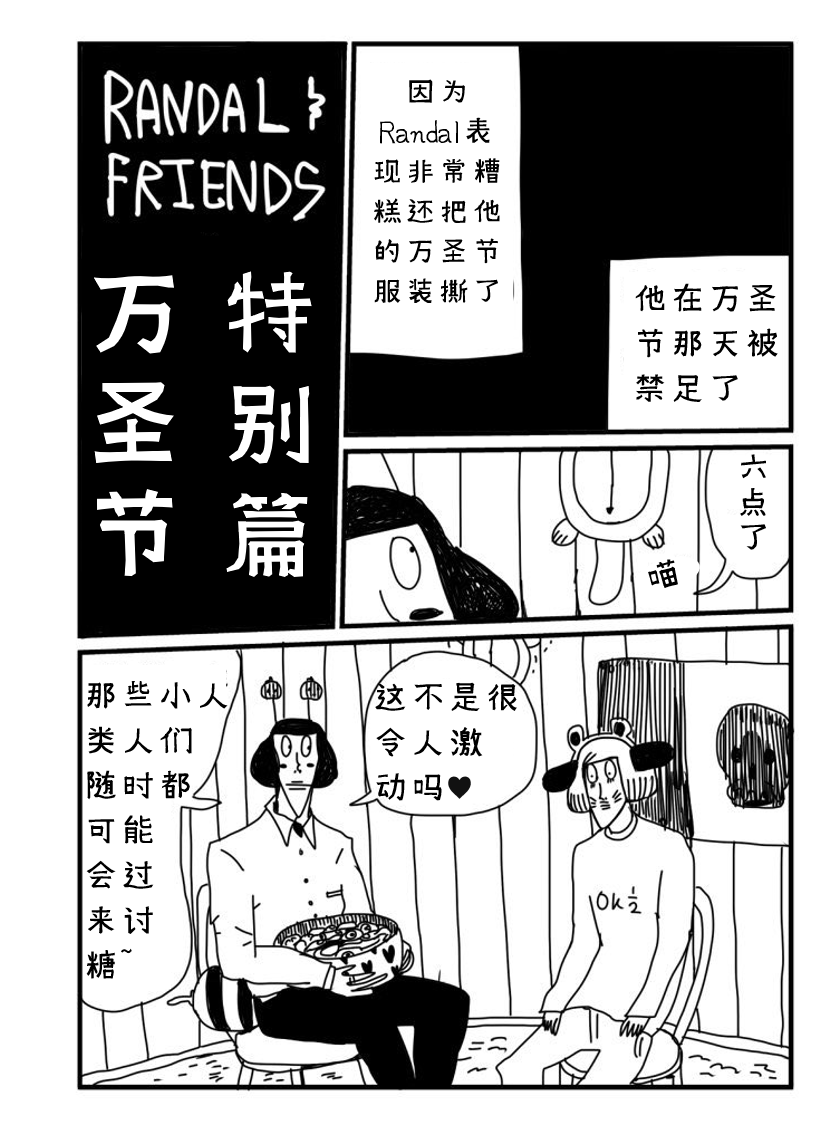 RANDAL &
FRIENDS
万圣节
特别篇
因为
Randal表
现非常糟
糕还把他
的万圣节
服装撕了
他在万圣
节那天被
禁足了
六点了
喵
那些小人
类人们
随时都
可能
会过
来讨
糖~
这不是很
令人激
动吗♥
Ok½